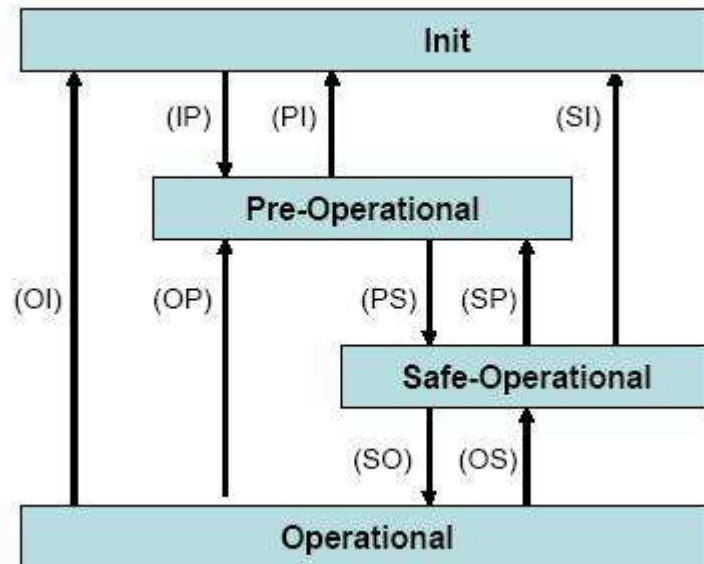 Init
(IP) (PI) (SI)
Pre-Operational
(OI) (OP) (PS) (SP)
Safe-Operational
(SO) (OS)
Operational